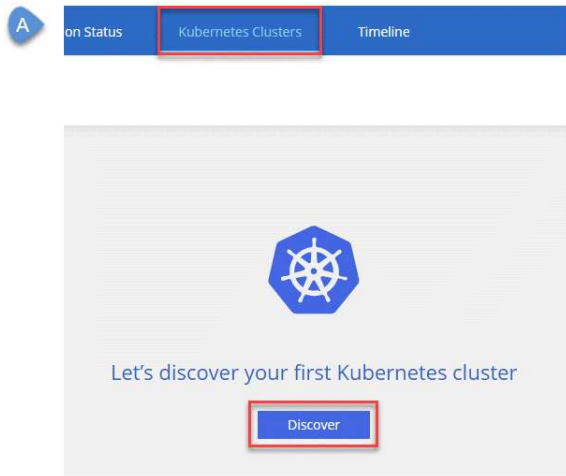 A
on Status Kubernetes Clusters Timeline
Let's discover your first Kubernetes cluster
Discover